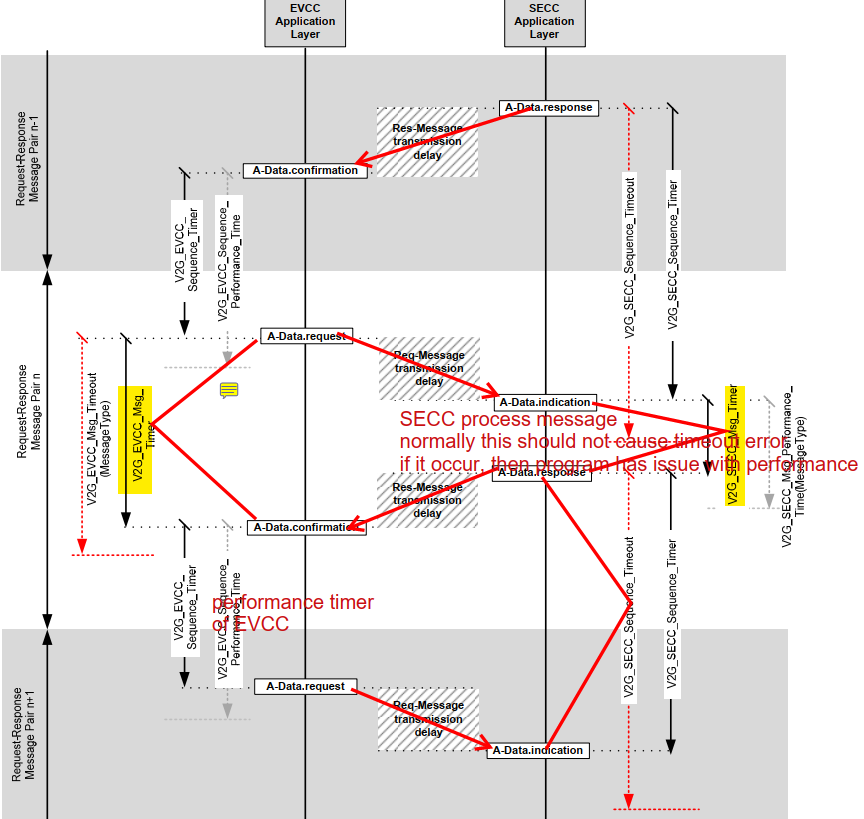 EVCC
Application
Layer
SECC
Application
Layer
Request-Response
Message Pair n-1
A-Data.response
Res-Message
transmission
delay
A-Data.confirmation
V2G_EVCC_
Sequence_Timer
V2G_EVCC_Sequence_
Performance_Time
V2G_SECC_Sequence_Timeout
V2G_SECC_Sequence_Timer
Request-Response
Message Pair n
A-Data.request
Req-Message
transmission
delay
A-Data.indication
V2G_EVCC_Msg_Timeout
(MessageType)
V2G_EVCC_Msg_
Timer
SECC process message
normally this should not cause timeout error
if it occur, then program has issue with performance
V2G_SECC_Msg_Timer
V2G_SECC_Msg_Performance_
Time(MessageType)
A-Data.response
Res-Message
transmission
delay
A-Data.confirmation
V2G_EVCC_
Sequence_Timer
V2G_EVCC_Sequence_
Performance_Time
performance timer
of EVCC
V2G_SECC_Sequence_Timeout
V2G_SECC_Sequence_Timer
Request-Response
Message Pair n+1
A-Data.request
Req-Message
transmission
delay
A-Data.indication